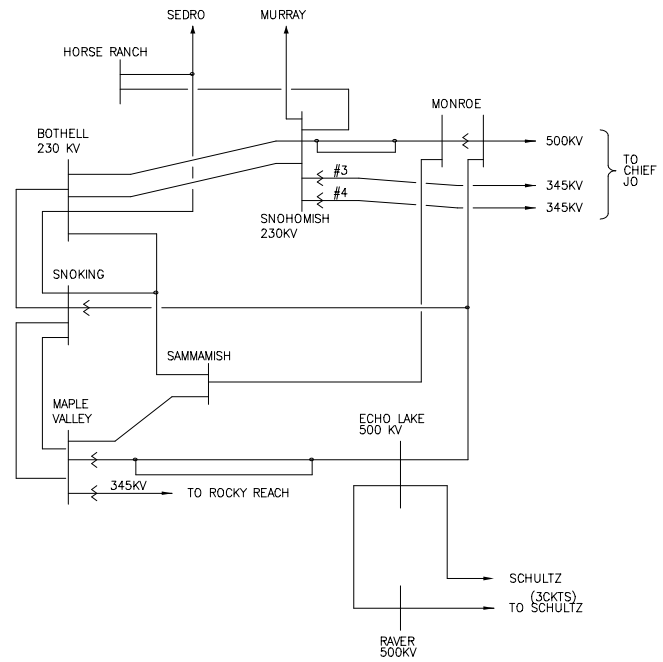 SEDRO
MURRAY
HORSE RANCH
MONROE
BOTHELL
230 KV
500KV
TO
CHIEF
JO
#3
345KV
#4
345KV
SNOHOMISH
230KV
SNOKING
SAMMAMISH
MAPLE
VALLEY
ECHO LAKE
500 KV
345KV
TO ROCKY REACH
SCHULTZ
(3CKTS)
TO SCHULTZ
RAVER
500KV